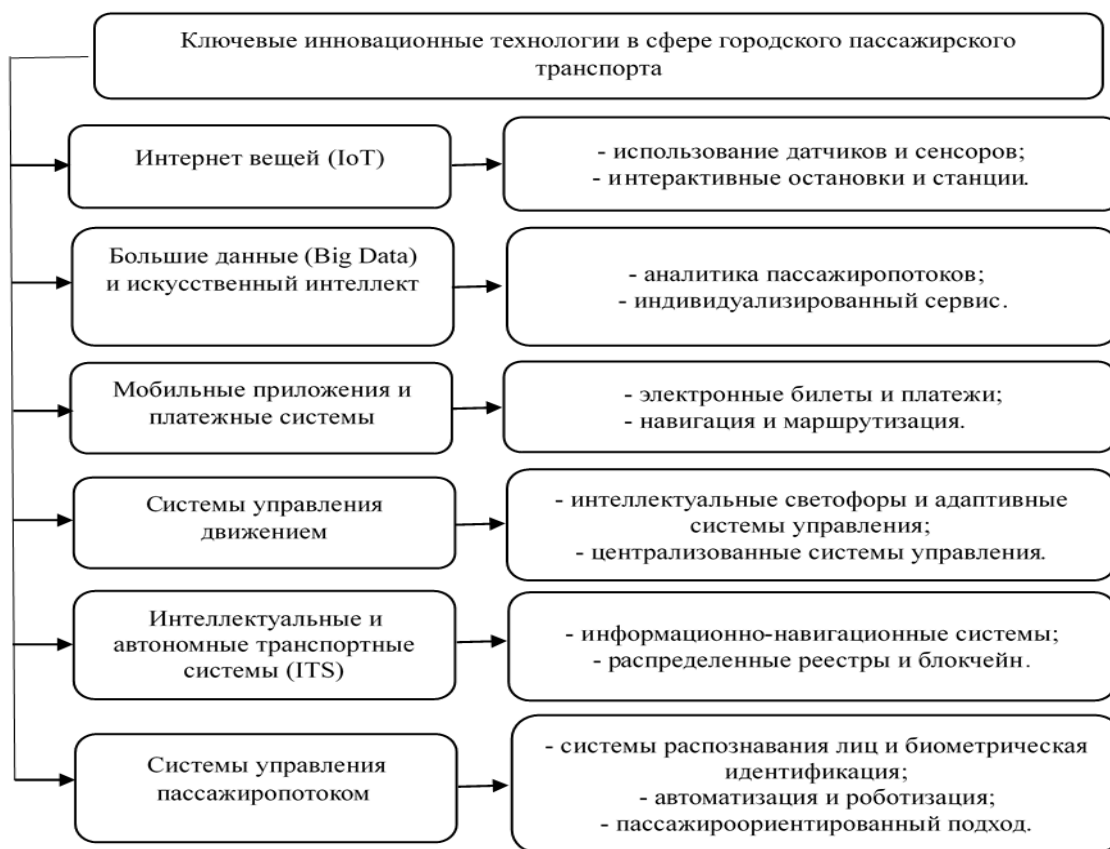 Ключевые инновационные технологии в сфере городского пассажирского
транспорта
Интернет вещей (IoT)
- использование датчиков и сенсоров;
- интерактивные остановки и станции.
Большие данные (Big Data)
и искусственный интеллект
- аналитика пассажиропотоков;
- индивидуализированный сервис.
Мобильные приложения и
платежные системы
- электронные билеты и платежи;
- навигация и маршрутизация.
Системы управления
движением
- интеллектуальные светофоры и адаптивные
системы управления;
- централизованные системы управления.
Интеллектуальные и
автономные транспортные
системы (ITS)
- информационно-навигационные системы;
- распределенные реестры и блокчейн.
Системы управления
пассажиропотоком
- системы распознавания лиц и биометрическая
идентификация;
- автоматизация и роботизация;
- пассажироориентированный подход.